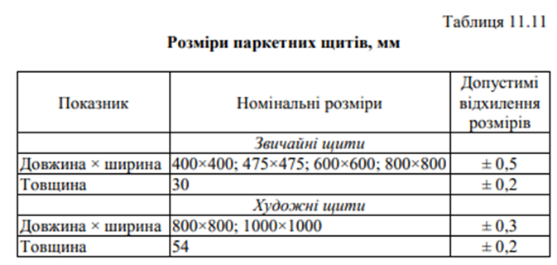 Таблиця 11.11
Розміри паркетних щитів, мм
Показник Номінальні розміри Допустимі відхилення розмірів
Звичайні щити
Довжина × ширина 400×400; 475×475; 600×600; 800×800 ± 0,5
Товщина 30 ± 0,2
Художні щити
Довжина × ширина 800×800; 1000×1000 ± 0,3
Товщина 54 ± 0,2